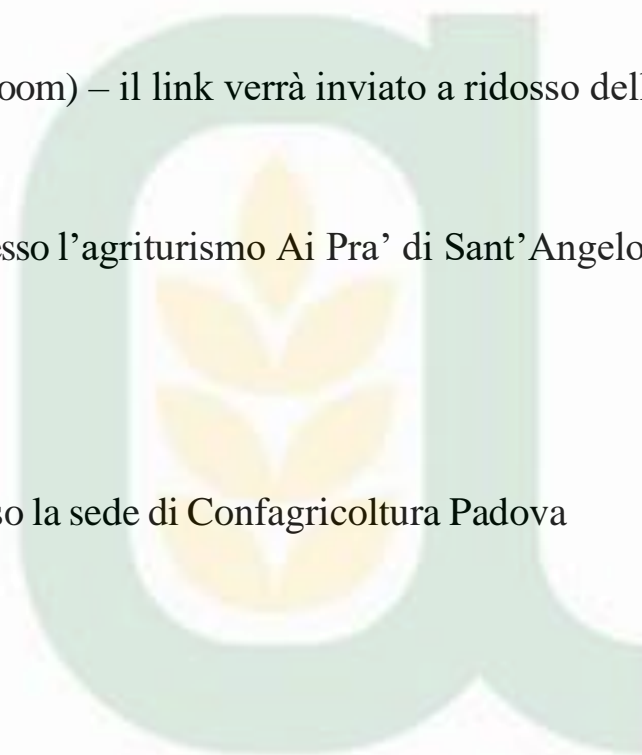 oom) – il link verrà inviato a ridosso dell
esso l’agriturismo Ai Pra’ di Sant’Angelo
so la sede di Confagricoltura Padova